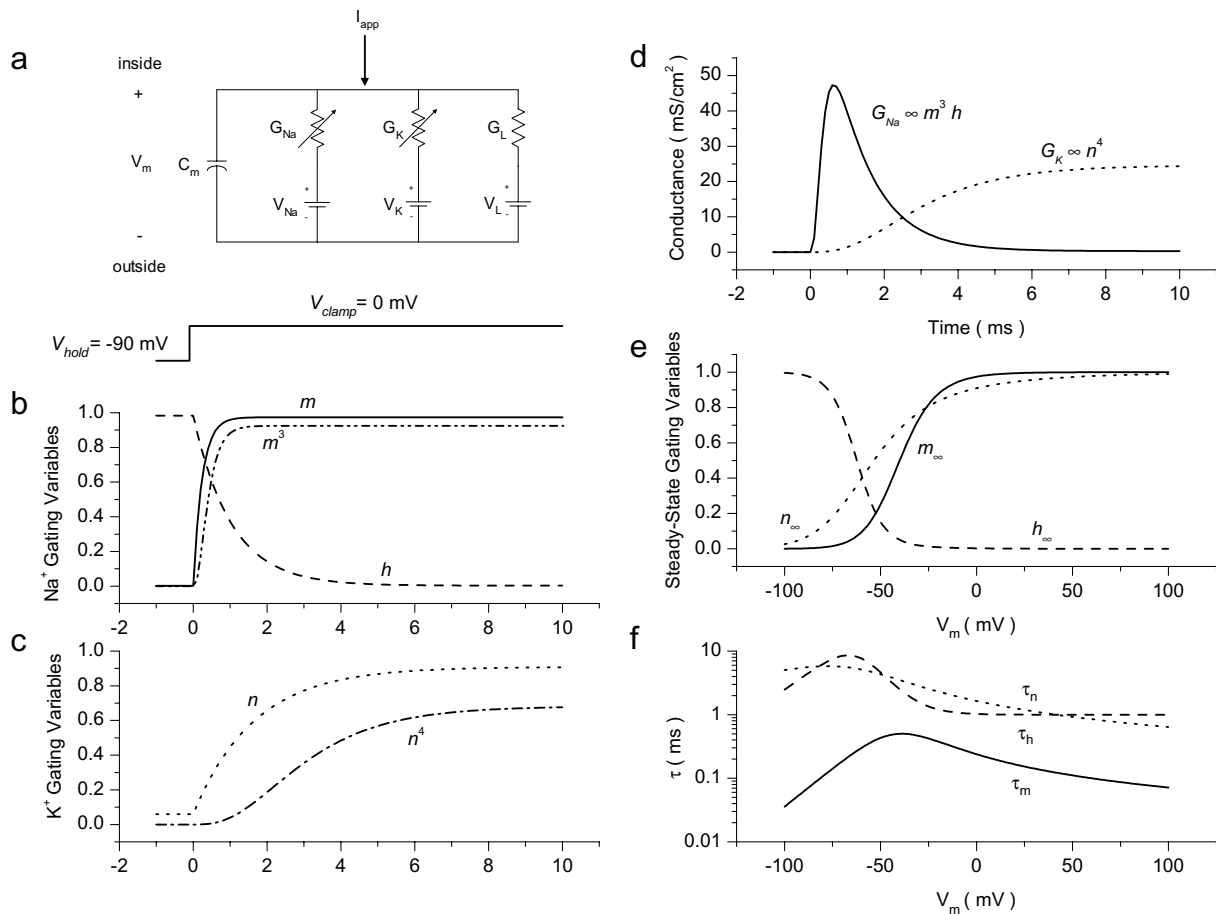 a
I_app
inside
+
V_m
-
outside
C_m
G_Na
G_K
G_L
+
V_Na
-
+
V_K
-
+
V_L
-
V_clamp = 0 mV
V_hold = -90 mV
b
Na⁺ Gating Variables
1.0
0.8
0.6
0.4
0.2
0.0
m
m³
h
-2 0 2 4 6 8 10
c
K⁺ Gating Variables
1.0
0.8
0.6
0.4
0.2
0.0
n
n⁴
-2 0 2 4 6 8 10
d
Conductance ( mS/cm² )
50
40
30
20
10
0
G_Na ∞ m³ h
G_K ∞ n⁴
-2 0 2 4 6 8 10
Time ( ms )
e
Steady-State Gating Variables
1.0
0.8
0.6
0.4
0.2
0.0
m_∞
n_∞
h_∞
-100 -50 0 50 100
V_m ( mV )
f
τ ( ms )
10
1
0.1
0.01
τ_n
τ_h
τ_m
-100 -50 0 50 100
V_m ( mV )